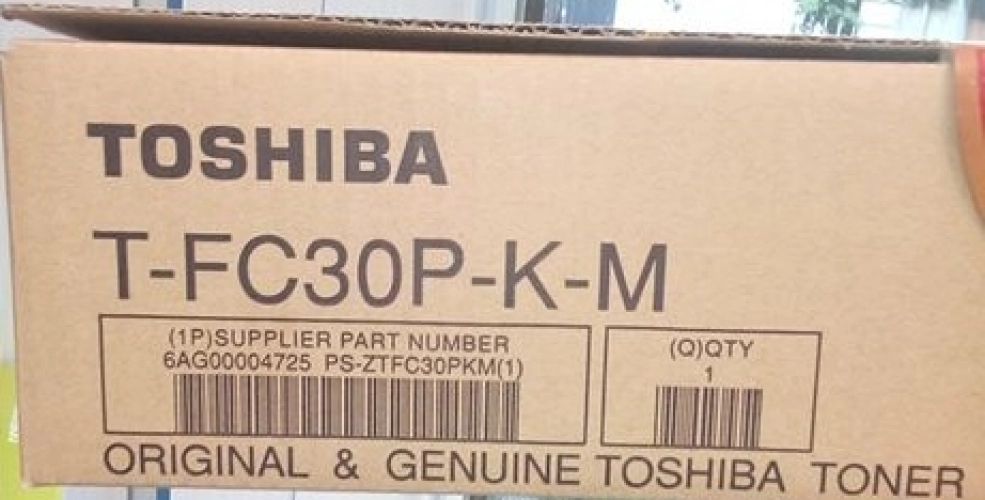 TOSHIBA
T-FC30P-K-M
(1P)SUPPLIER PART NUMBER
6AG00004725 PS-ZTFC30PKM(1)
(Q)QTY
1
ORIGINAL & GENUINE TOSHIBA TONER